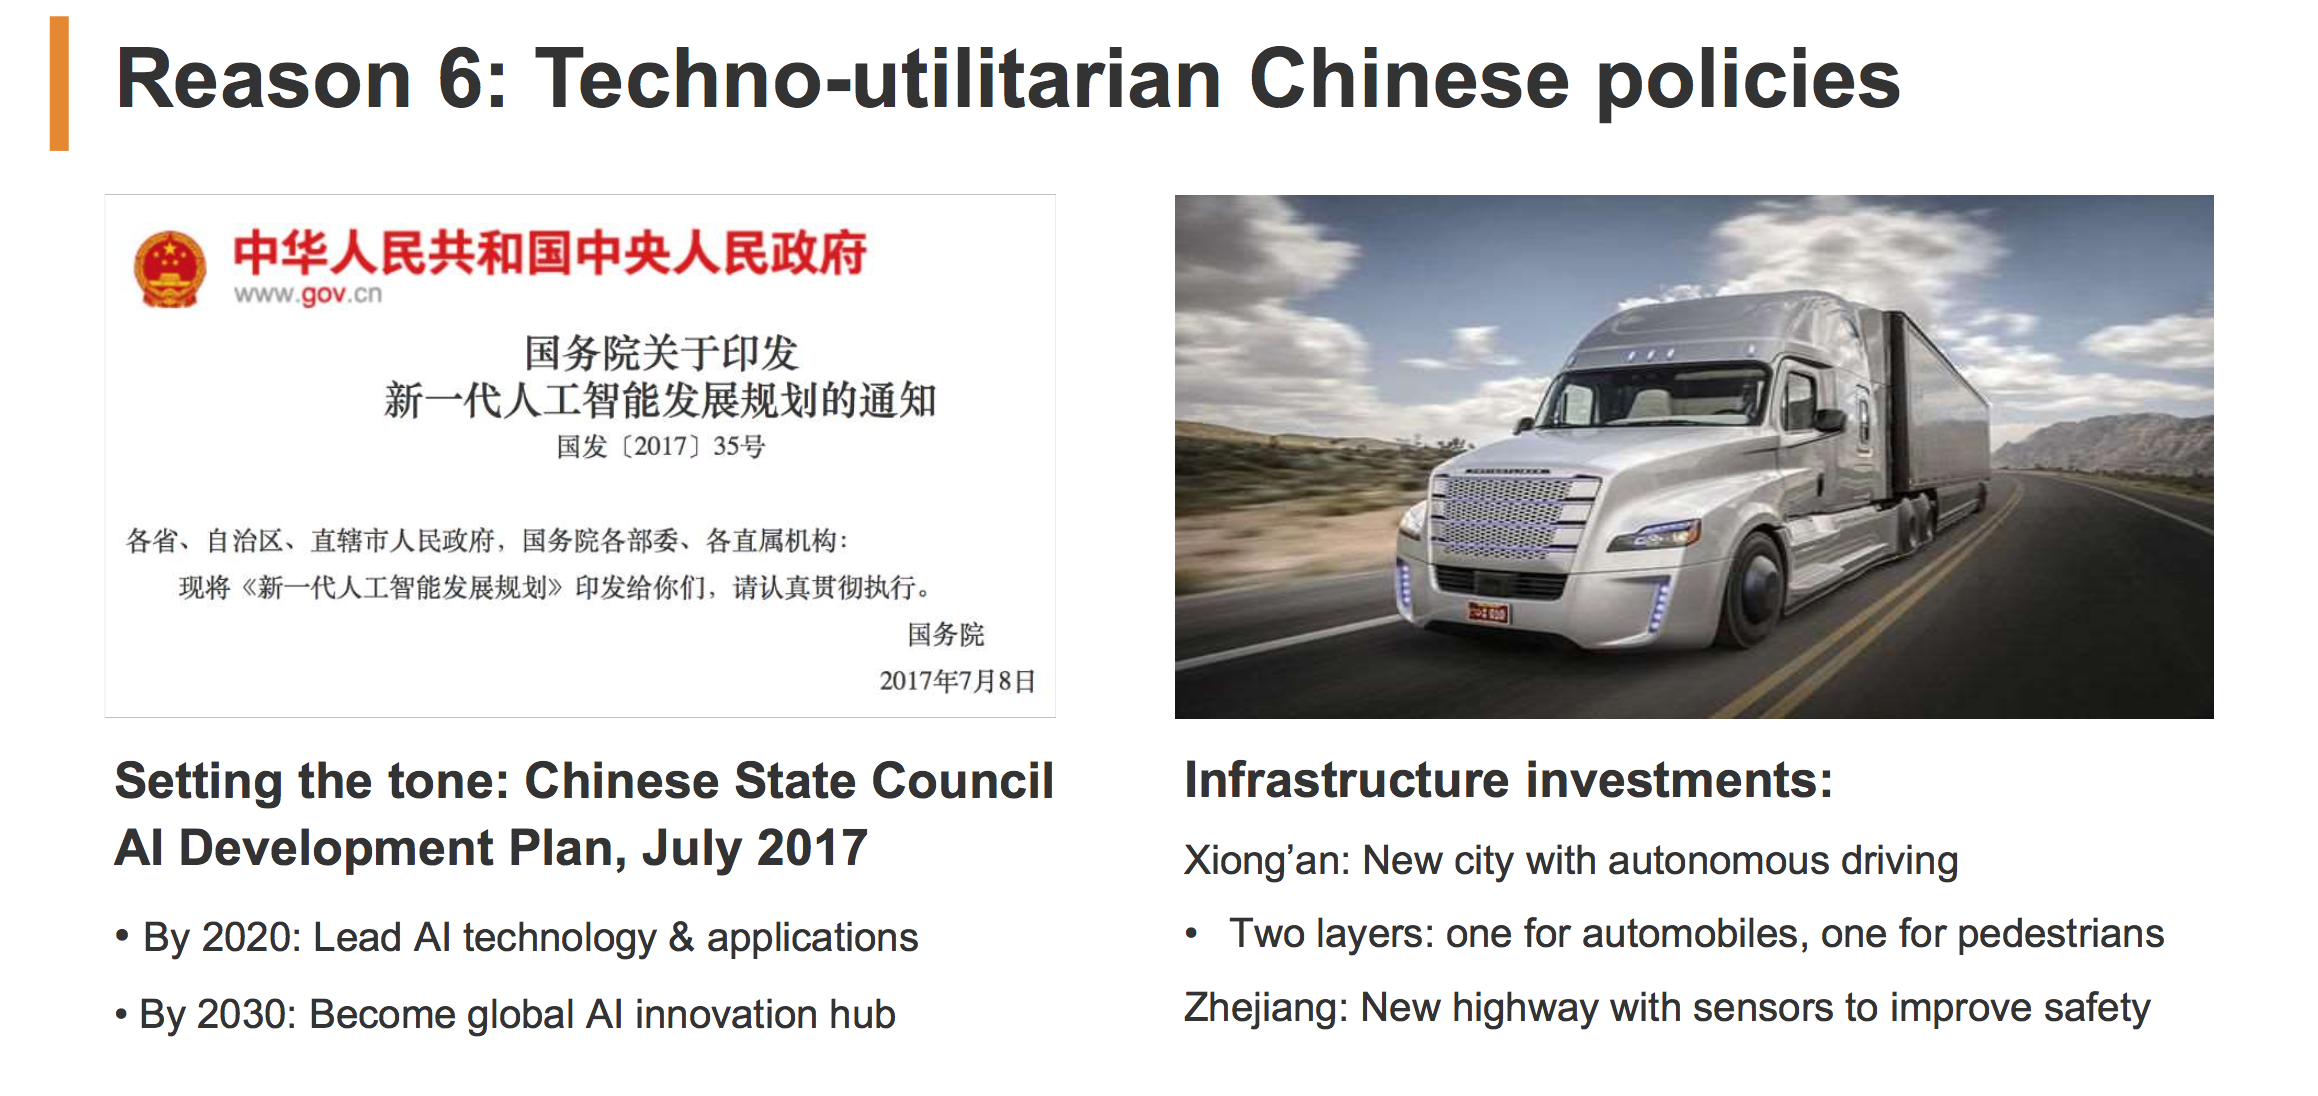 Reason 6: Techno-utilitarian Chinese policies
中华人民共和国中央人民政府
www.gov.cn
国务院关于印发
新一代人工智能发展规划的通知
国发〔2017〕35号
各省、自治区、直辖市人民政府，国务院各部委、各直属机构：
现将《新一代人工智能发展规划》印发给你们，请认真贯彻执行。
国务院
2017年7月8日
Setting the tone: Chinese State Council
AI Development Plan, July 2017
• By 2020: Lead AI technology & applications
• By 2030: Become global AI innovation hub
Infrastructure investments:
Xiong’an: New city with autonomous driving
• Two layers: one for automobiles, one for pedestrians
Zhejiang: New highway with sensors to improve safety